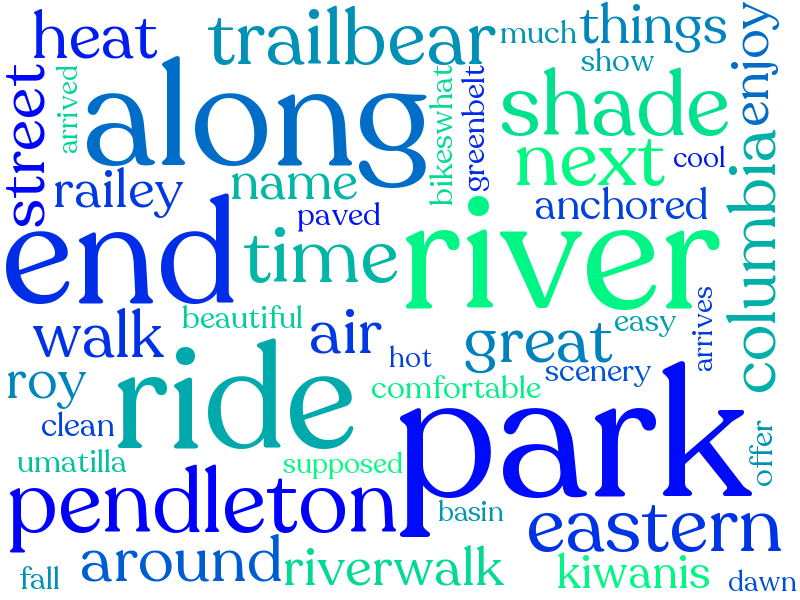 heat
trailbear
much
things
show
enjoy
street
arrived
along
bikeswhat
greenbelt
shade
next
cool
columbia
railey
name
paved
anchored
end
time
river
beautiful
walk
air
hot
great
easy
arrives
scenery
roy
ride
comfortable
park
clean
umatilla
supposed
offer
pendleton
basin
eastern
around
riverwalk
kiwanis
fall
dawn